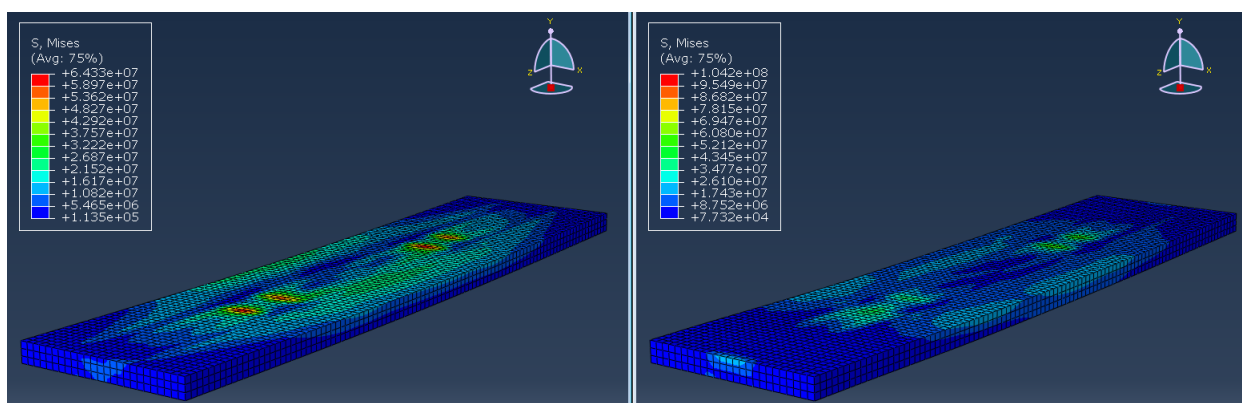 S, Mises
(Avg: 75%)
+6.433e+07
+5.897e+07
+5.362e+07
+4.827e+07
+4.292e+07
+3.757e+07
+3.222e+07
+2.687e+07
+2.152e+07
+1.617e+07
+1.082e+07
+5.465e+06
+1.135e+05
Y
Z
X
S, Mises
(Avg: 75%)
+1.042e+08
+9.549e+07
+8.682e+07
+7.815e+07
+6.947e+07
+6.080e+07
+5.212e+07
+4.345e+07
+3.477e+07
+2.610e+07
+1.743e+07
+8.752e+06
+7.732e+04
Y
Z
X